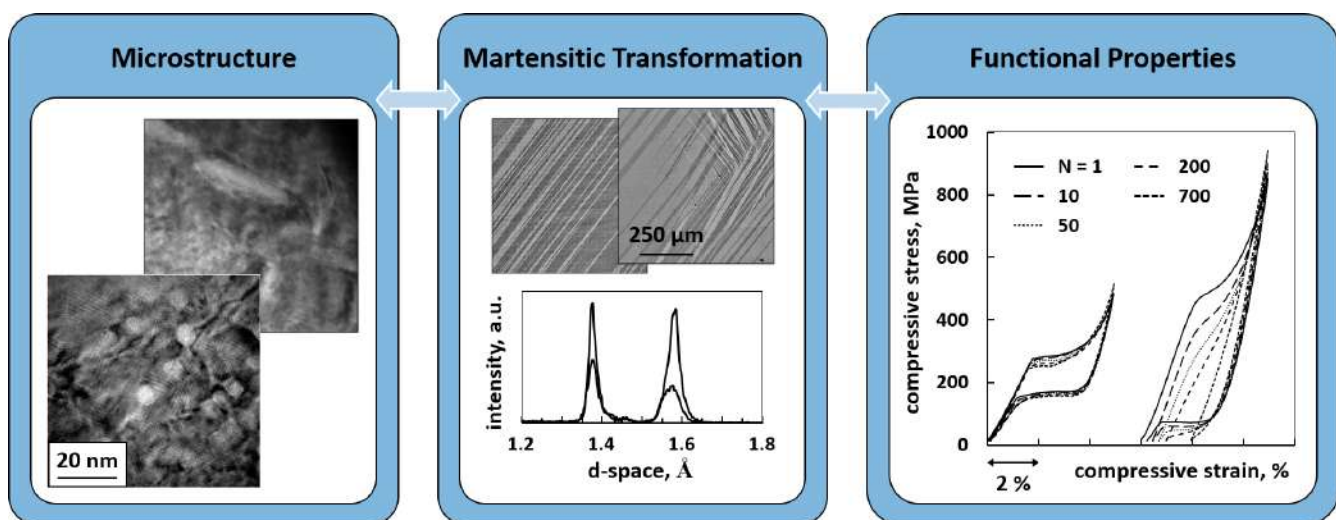 Microstructure
20 nm
Martensitic Transformation
250 μm
intensity, a.u.
1.2 1.4 1.6 1.8
d-space, Å
Functional Properties
compressive stress, MPa
1000
800
600
400
200
0
N = 1
10
50
200
700
2 %
compressive strain, %